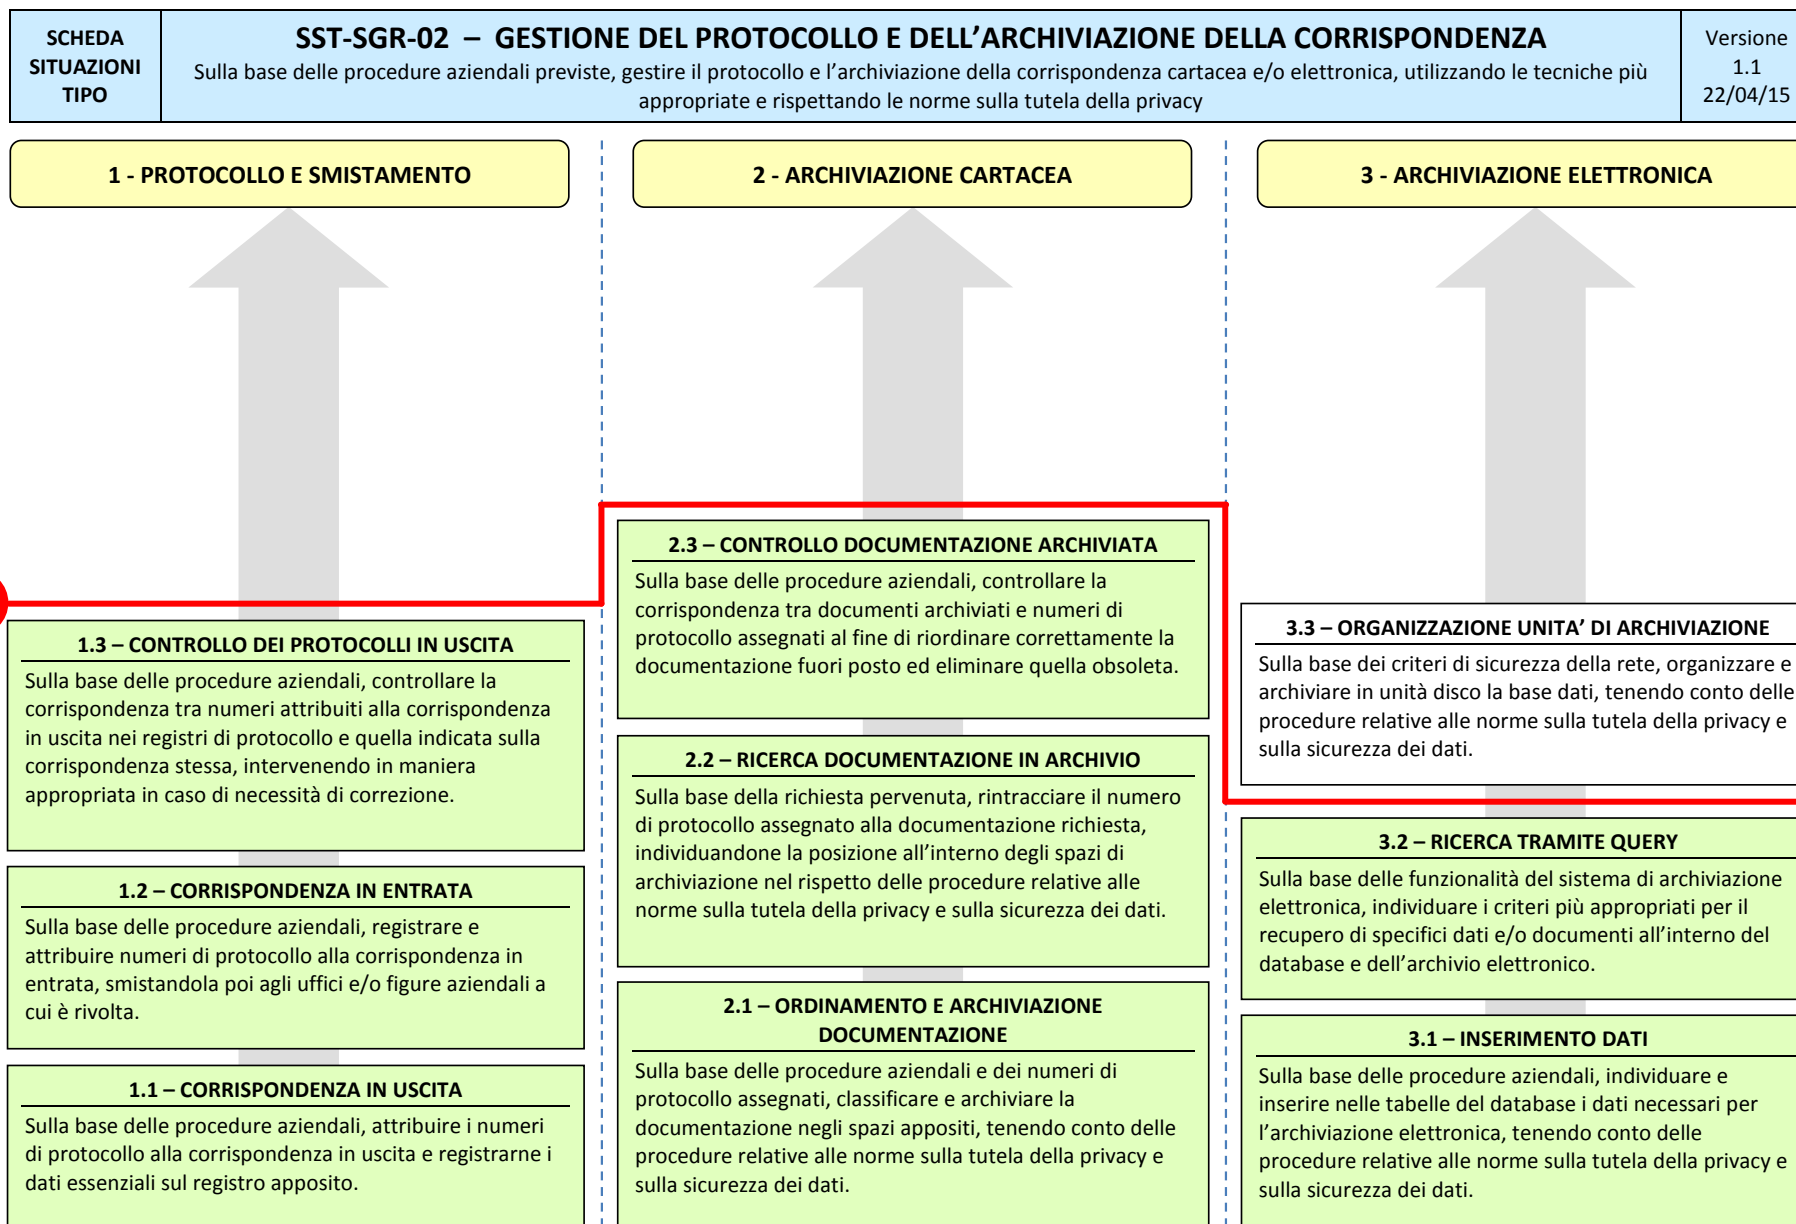 SCHEDA
SITUAZIONI
TIPO
SST-SGR-02 – GESTIONE DEL PROTOCOLLO E DELL’ARCHIVIAZIONE DELLA CORRISPONDENZA
Sulla base delle procedure aziendali previste, gestire il protocollo e l’archiviazione della corrispondenza cartacea e/o elettronica, utilizzando le tecniche più
appropriate e rispettando le norme sulla tutela della privacy
Versione
1.1
22/04/15
1 - PROTOCOLLO E SMISTAMENTO
1.3 – CONTROLLO DEI PROTOCOLLI IN USCITA
Sulla base delle procedure aziendali, controllare la
corrispondenza tra numeri attribuiti alla corrispondenza
in uscita nei registri di protocollo e quella indicata sulla
corrispondenza stessa, intervenendo in maniera
appropriata in caso di necessità di correzione.
1.2 – CORRISPONDENZA IN ENTRATA
Sulla base delle procedure aziendali, registrare e
attribuire numeri di protocollo alla corrispondenza in
entrata, smistandola poi agli uffici e/o figure aziendali a
cui è rivolta.
1.1 – CORRISPONDENZA IN USCITA
Sulla base delle procedure aziendali, attribuire i numeri
di protocollo alla corrispondenza in uscita e registrarne i
dati essenziali sul registro apposito.
2 - ARCHIVIAZIONE CARTACEA
2.3 – CONTROLLO DOCUMENTAZIONE ARCHIVIATA
Sulla base delle procedure aziendali, controllare la
corrispondenza tra documenti archiviati e numeri di
protocollo assegnati al fine di riordinare correttamente la
documentazione fuori posto ed eliminare quella obsoleta.
2.2 – RICERCA DOCUMENTAZIONE IN ARCHIVIO
Sulla base della richiesta pervenuta, rintracciare il numero
di protocollo assegnato alla documentazione richiesta,
individuandone la posizione all’interno degli spazi di
archiviazione nel rispetto delle procedure relative alle
norme sulla tutela della privacy e sulla sicurezza dei dati.
2.1 – ORDINAMENTO E ARCHIVIAZIONE
DOCUMENTAZIONE
Sulla base delle procedure aziendali e dei numeri di
protocollo assegnati, classificare e archiviare la
documentazione negli spazi appositi, tenendo conto delle
procedure relative alle norme sulla tutela della privacy e
sulla sicurezza dei dati.
3 - ARCHIVIAZIONE ELETTRONICA
3.3 – ORGANIZZAZIONE UNITA’ DI ARCHIVIAZIONE
Sulla base dei criteri di sicurezza della rete, organizzare e
archiviare in unità disco la base dati, tenendo conto delle
procedure relative alle norme sulla tutela della privacy e
sulla sicurezza dei dati.
3.2 – RICERCA TRAMITE QUERY
Sulla base delle funzionalità del sistema di archiviazione
elettronica, individuare i criteri più appropriati per il
recupero di specifici dati e/o documenti all’interno del
database e dell’archivio elettronico.
3.1 – INSERIMENTO DATI
Sulla base delle procedure aziendali, individuare e
inserire nelle tabelle del database i dati necessari per
l’archiviazione elettronica, tenendo conto delle
procedure relative alle norme sulla tutela della privacy e
sulla sicurezza dei dati.